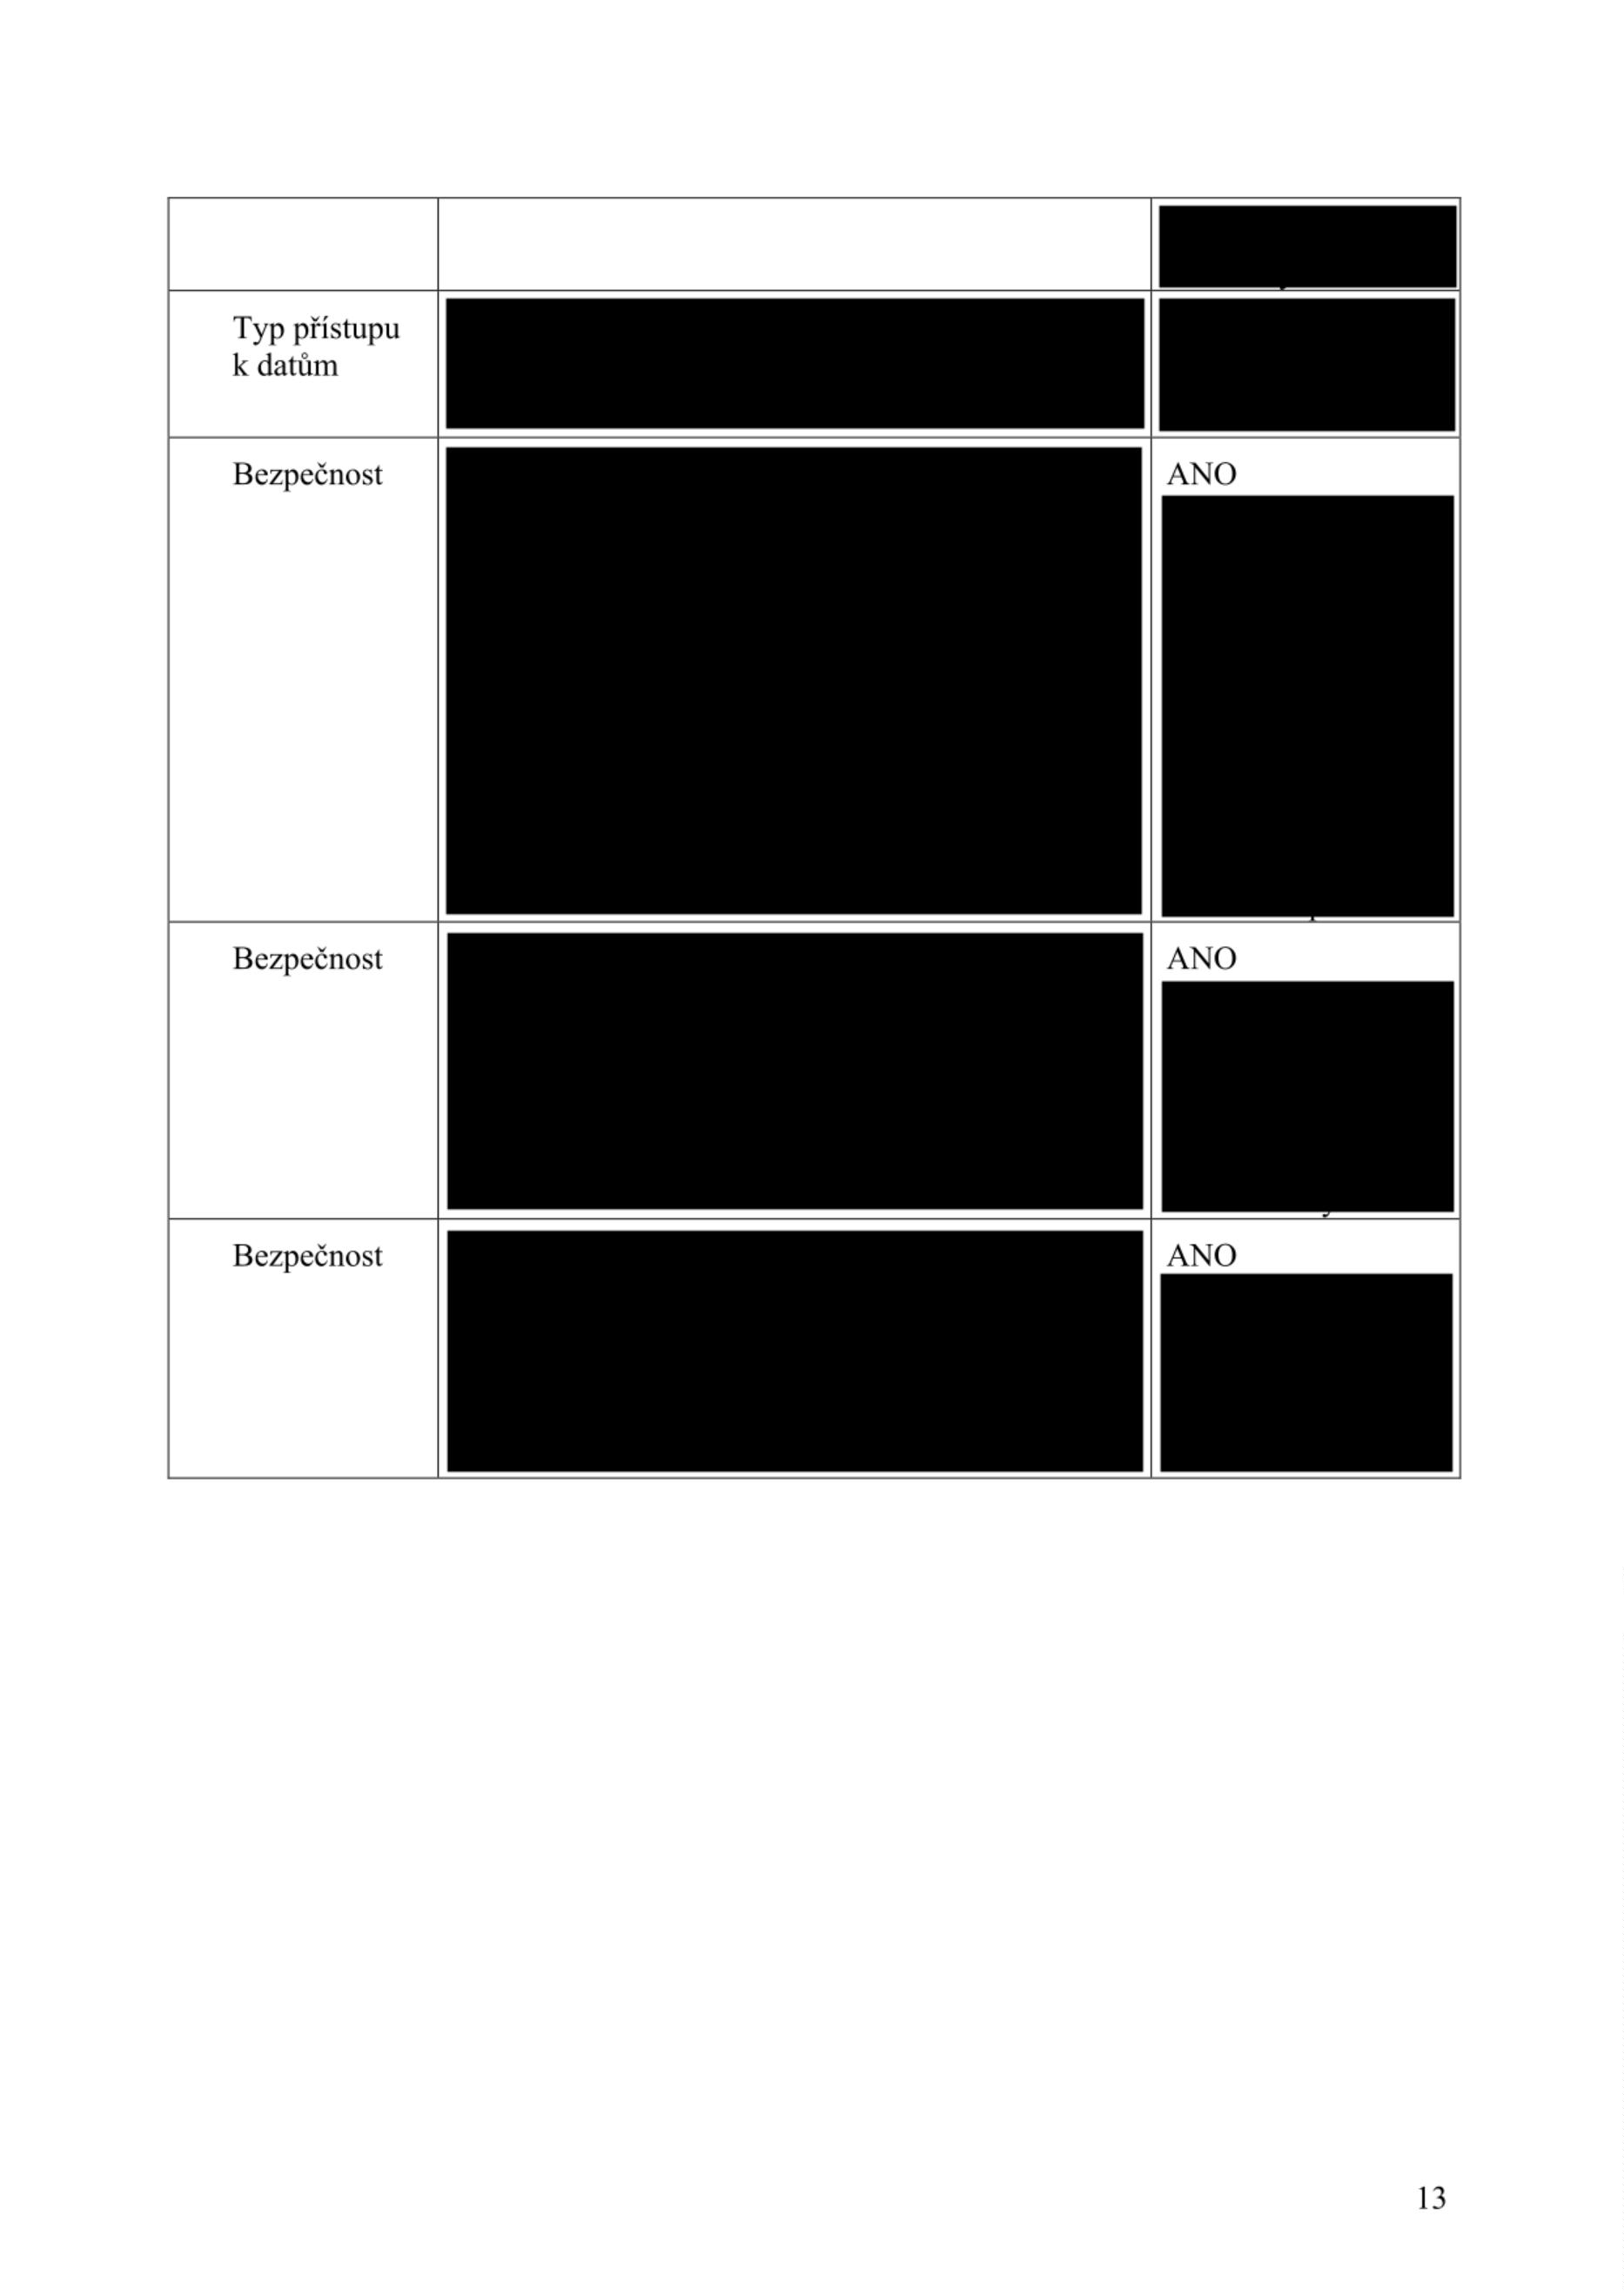 Typ přístupu
k datům
Bezpečnost
ANO
Bezpečnost
ANO
Bezpečnost
ANO
13